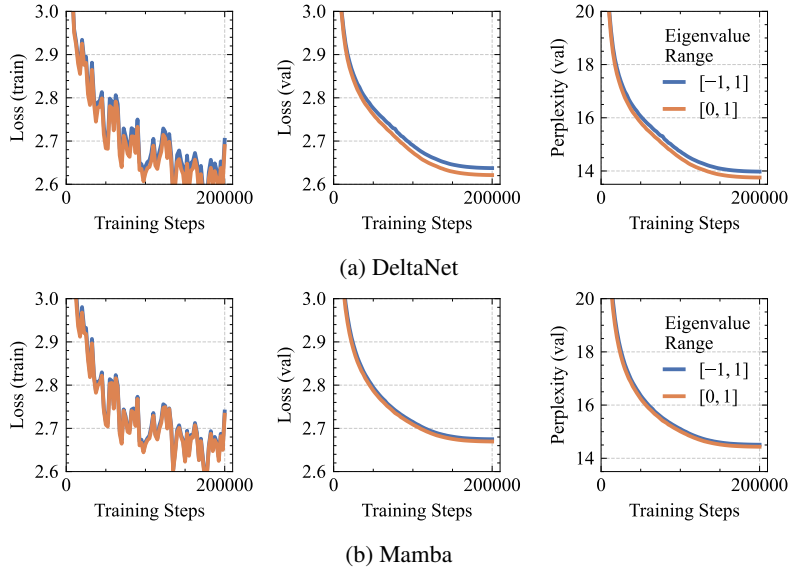 3.0
2.9
2.8
2.7
2.6
Loss (train)
0
200000
Training Steps
3.0
2.9
2.8
2.7
2.6
Loss (val)
0
200000
Training Steps
20
18
16
14
Perplexity (val)
Eigenvalue
Range
[−1, 1]
[0, 1]
0
200000
Training Steps
(a) DeltaNet
3.0
2.9
2.8
2.7
2.6
Loss (train)
0
200000
Training Steps
3.0
2.9
2.8
2.7
2.6
Loss (val)
0
200000
Training Steps
20
18
16
14
Perplexity (val)
Eigenvalue
Range
[−1, 1]
[0, 1]
0
200000
Training Steps
(b) Mamba